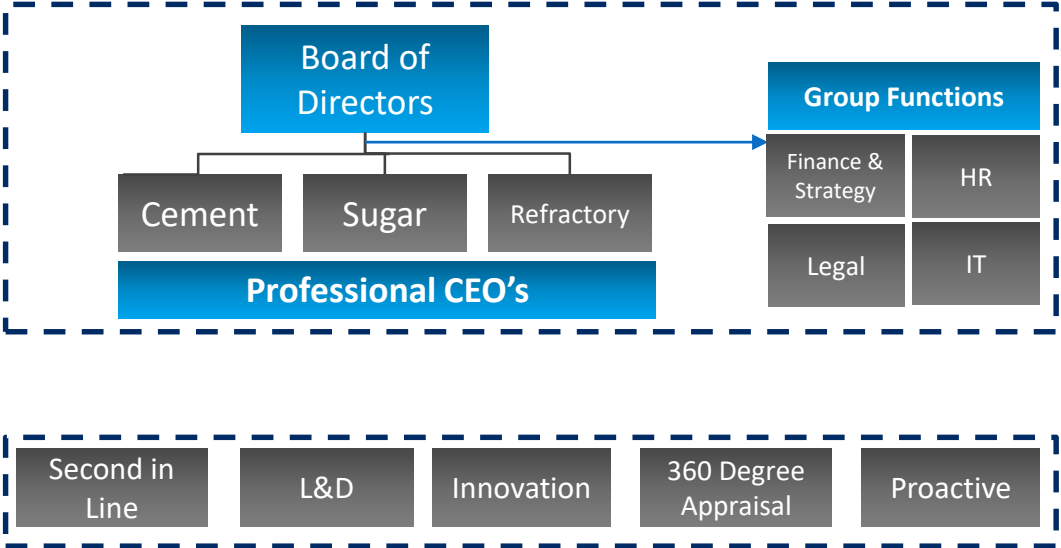 Board of
Directors
Group Functions
Finance &
Strategy
HR
Cement
Sugar
Refractory
Legal
IT
Professional CEO’s
Second in
Line
L&D
Innovation
360 Degree
Appraisal
Proactive